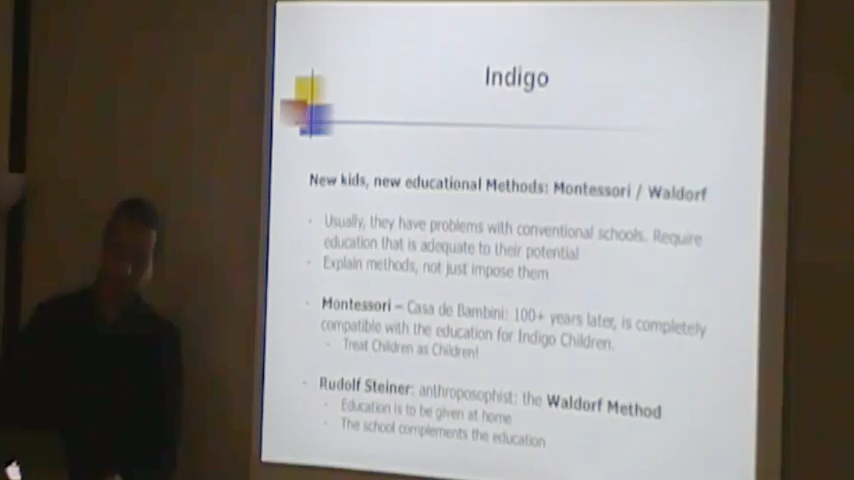 Indigo
New kids, new educational Methods: Montessori / Waldorf
- Usually, they have problems with conventional schools. Require
education that is adequate to their potential
- Explain methods, not just impose them
- Montessori – Casa de Bambini: 100+ years later, is completely
compatible with the education for Indigo Children.
- Treat Children as Children!
- Rudolf Steiner: anthroposophist: the Waldorf Method
- Education is to be given at home
- The school complements the education